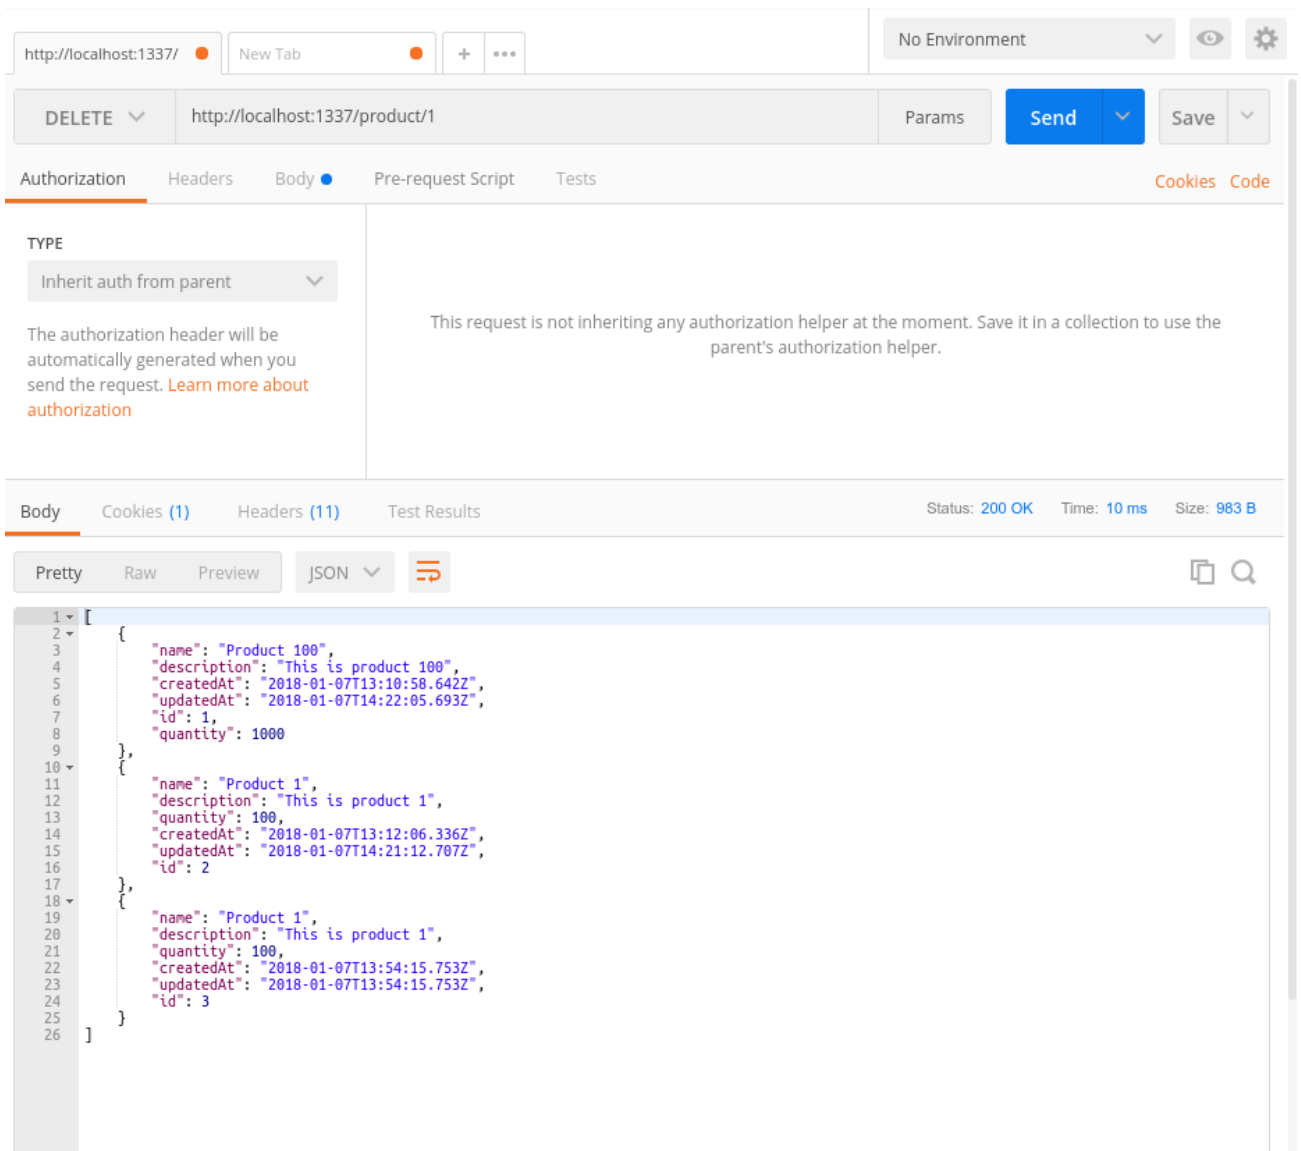 http://localhost:1337/
New Tab
+
•••
No Environment
DELETE
http://localhost:1337/product/1
Params
Send
Save
Authorization
Headers
Body
Pre-request Script
Tests
Cookies
Code
TYPE
Inherit auth from parent
The authorization header will be
automatically generated when you
send the request. Learn more about
authorization
This request is not inheriting any authorization helper at the moment. Save it in a collection to use the
parent's authorization helper.
Body
Cookies (1)
Headers (11)
Test Results
Status: 200 OK
Time: 10 ms
Size: 983 B
Pretty
Raw
Preview
JSON
1 [
2 {
3 "name": "Product 100",
4 "description": "This is product 100",
5 "createdAt": "2018-01-07T13:10:58.642Z",
6 "updatedAt": "2018-01-07T14:22:05.693Z",
7 "id": 1,
8 "quantity": 1000
9 },
10 {
11 "name": "Product 1",
12 "description": "This is product 1",
13 "quantity": 100,
14 "createdAt": "2018-01-07T13:12:06.336Z",
15 "updatedAt": "2018-01-07T14:21:12.707Z",
16 "id": 2
17 },
18 {
19 "name": "Product 1",
20 "description": "This is product 1",
21 "quantity": 100,
22 "createdAt": "2018-01-07T13:54:15.753Z",
23 "updatedAt": "2018-01-07T13:54:15.753Z",
24 "id": 3
25 }
26 ]